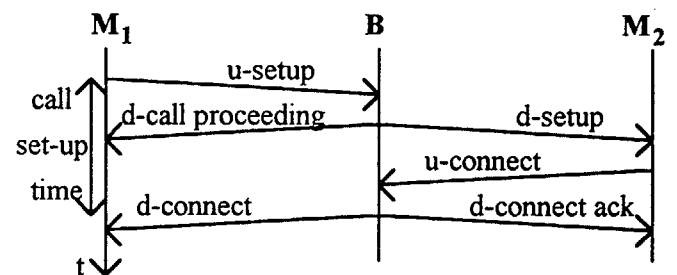 M1 B M2
u-setup
call
d-call proceeding d-setup
set-up
u-connect
time
d-connect d-connect ack
t